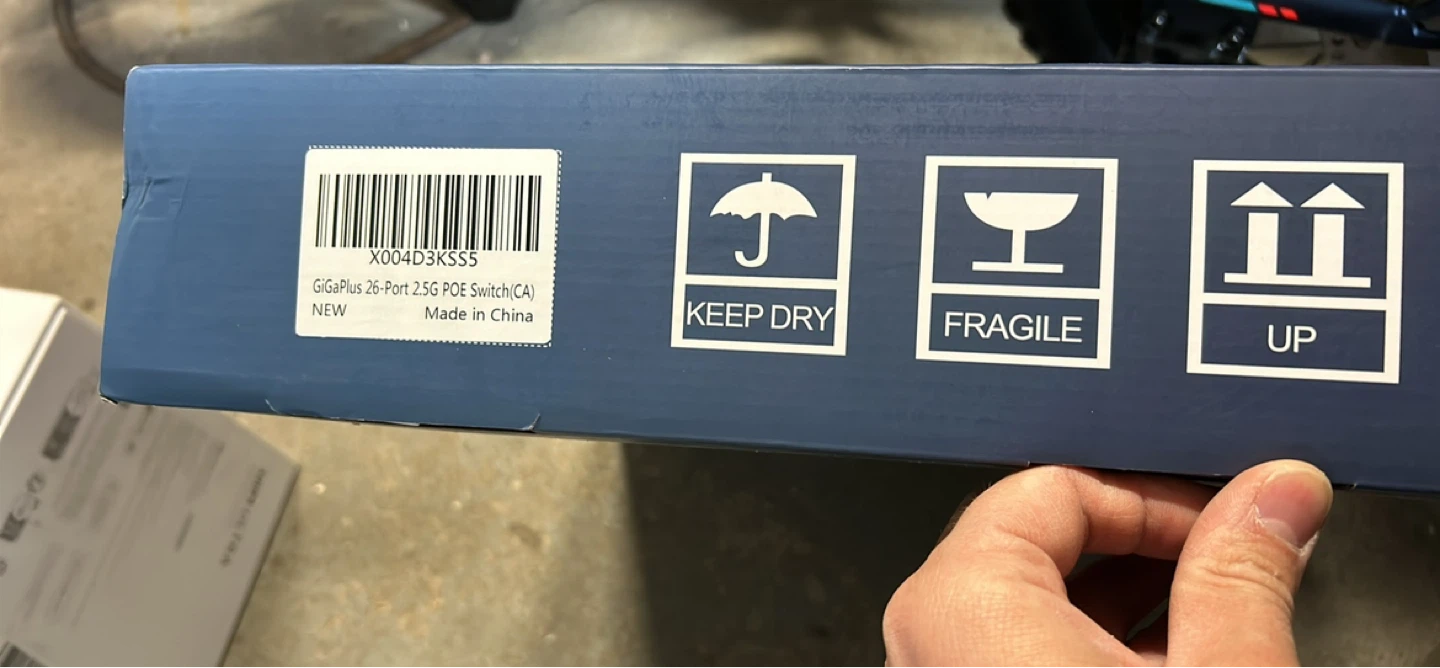 X004D3KSS5
GiGaPlus 26-Port 2.5G POE Switch(CA)
NEW
Made in China
KEEP DRY
FRAGILE
UP